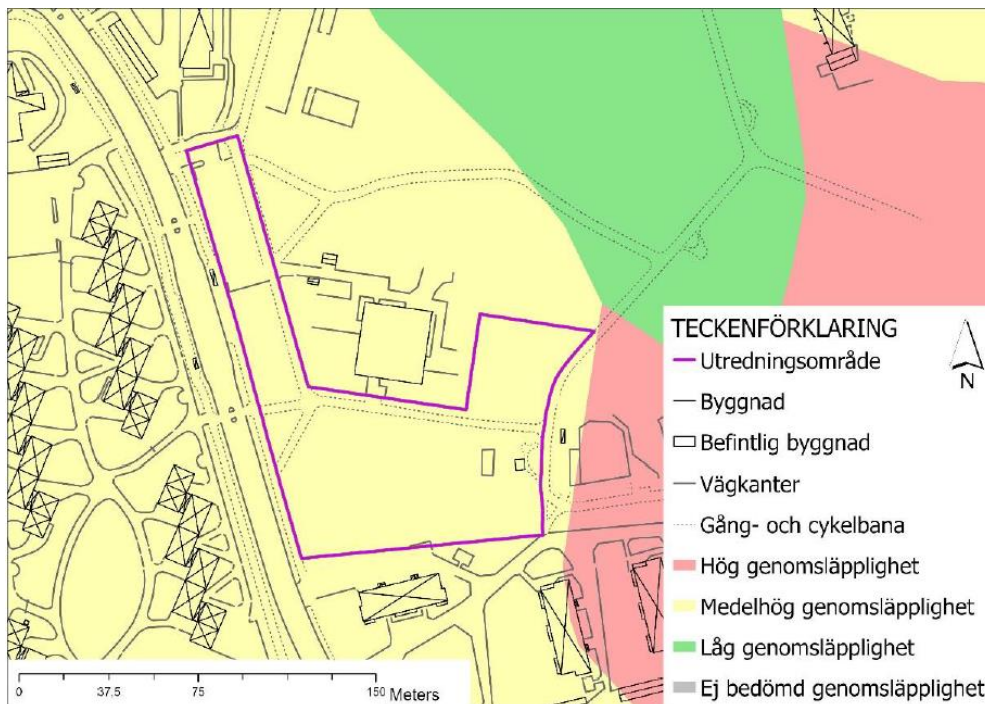 TECKENFÖRKLARING
Utredningsområde
Byggnad
Befintlig byggnad
Vägkanter
Gång- och cykelbana
Hög genomsläpplighet
Medelhög genomsläpplighet
Låg genomsläpplighet
Ej bedömd genomsläpplighet
N
0 37,5 75 150 Meters